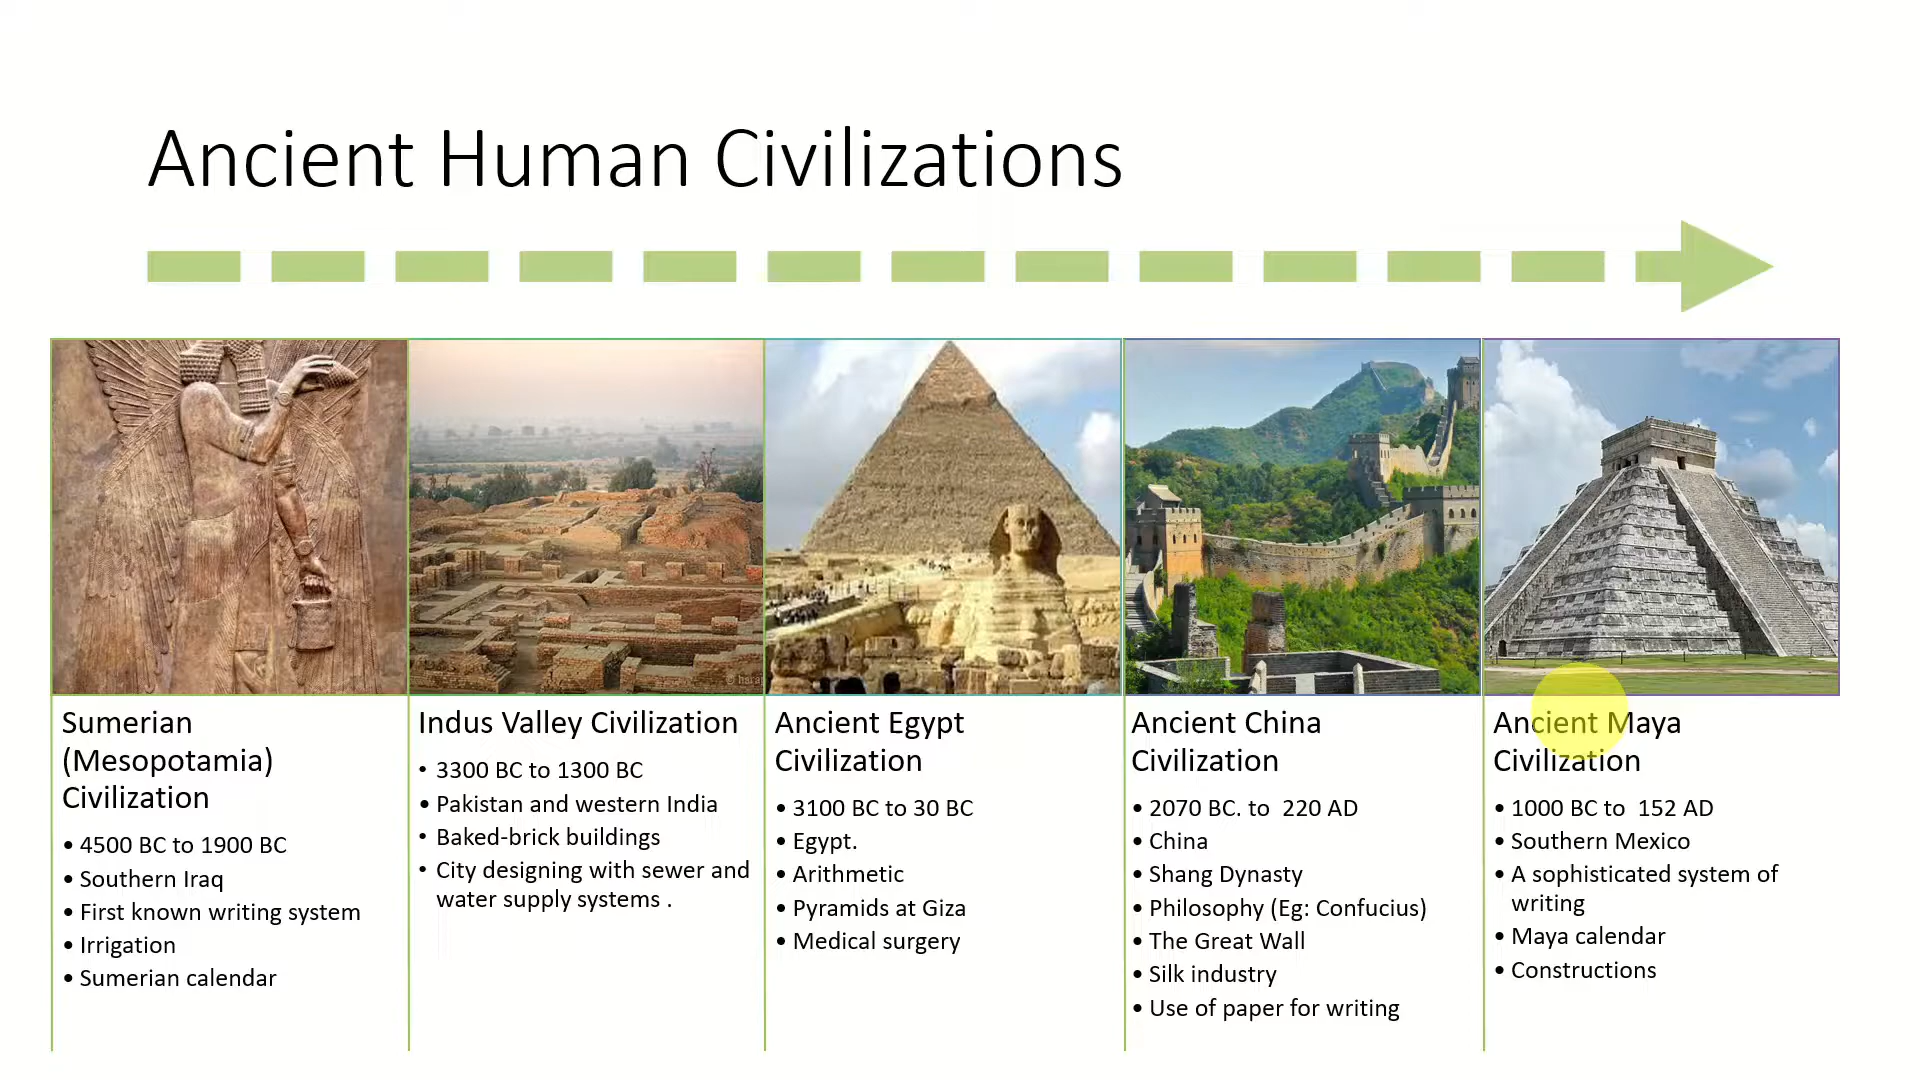 Ancient Human Civilizations
Sumerian
(Mesopotamia)
Civilization
• 4500 BC to 1900 BC
• Southern Iraq
• First known writing system
• Irrigation
• Sumerian calendar
Indus Valley Civilization
• 3300 BC to 1300 BC
• Pakistan and western India
• Baked-brick buildings
• City designing with sewer and
water supply systems .
Ancient Egypt
Civilization
• 3100 BC to 30 BC
• Egypt.
• Arithmetic
• Pyramids at Giza
• Medical surgery
Ancient China
Civilization
• 2070 BC. to  220 AD
• China
• Shang Dynasty
• Philosophy (Eg: Confucius)
• The Great Wall
• Silk industry
• Use of paper for writing
Ancient Maya
Civilization
• 1000 BC to  152 AD
• Southern Mexico
• A sophisticated system of
writing
• Maya calendar
• Constructions